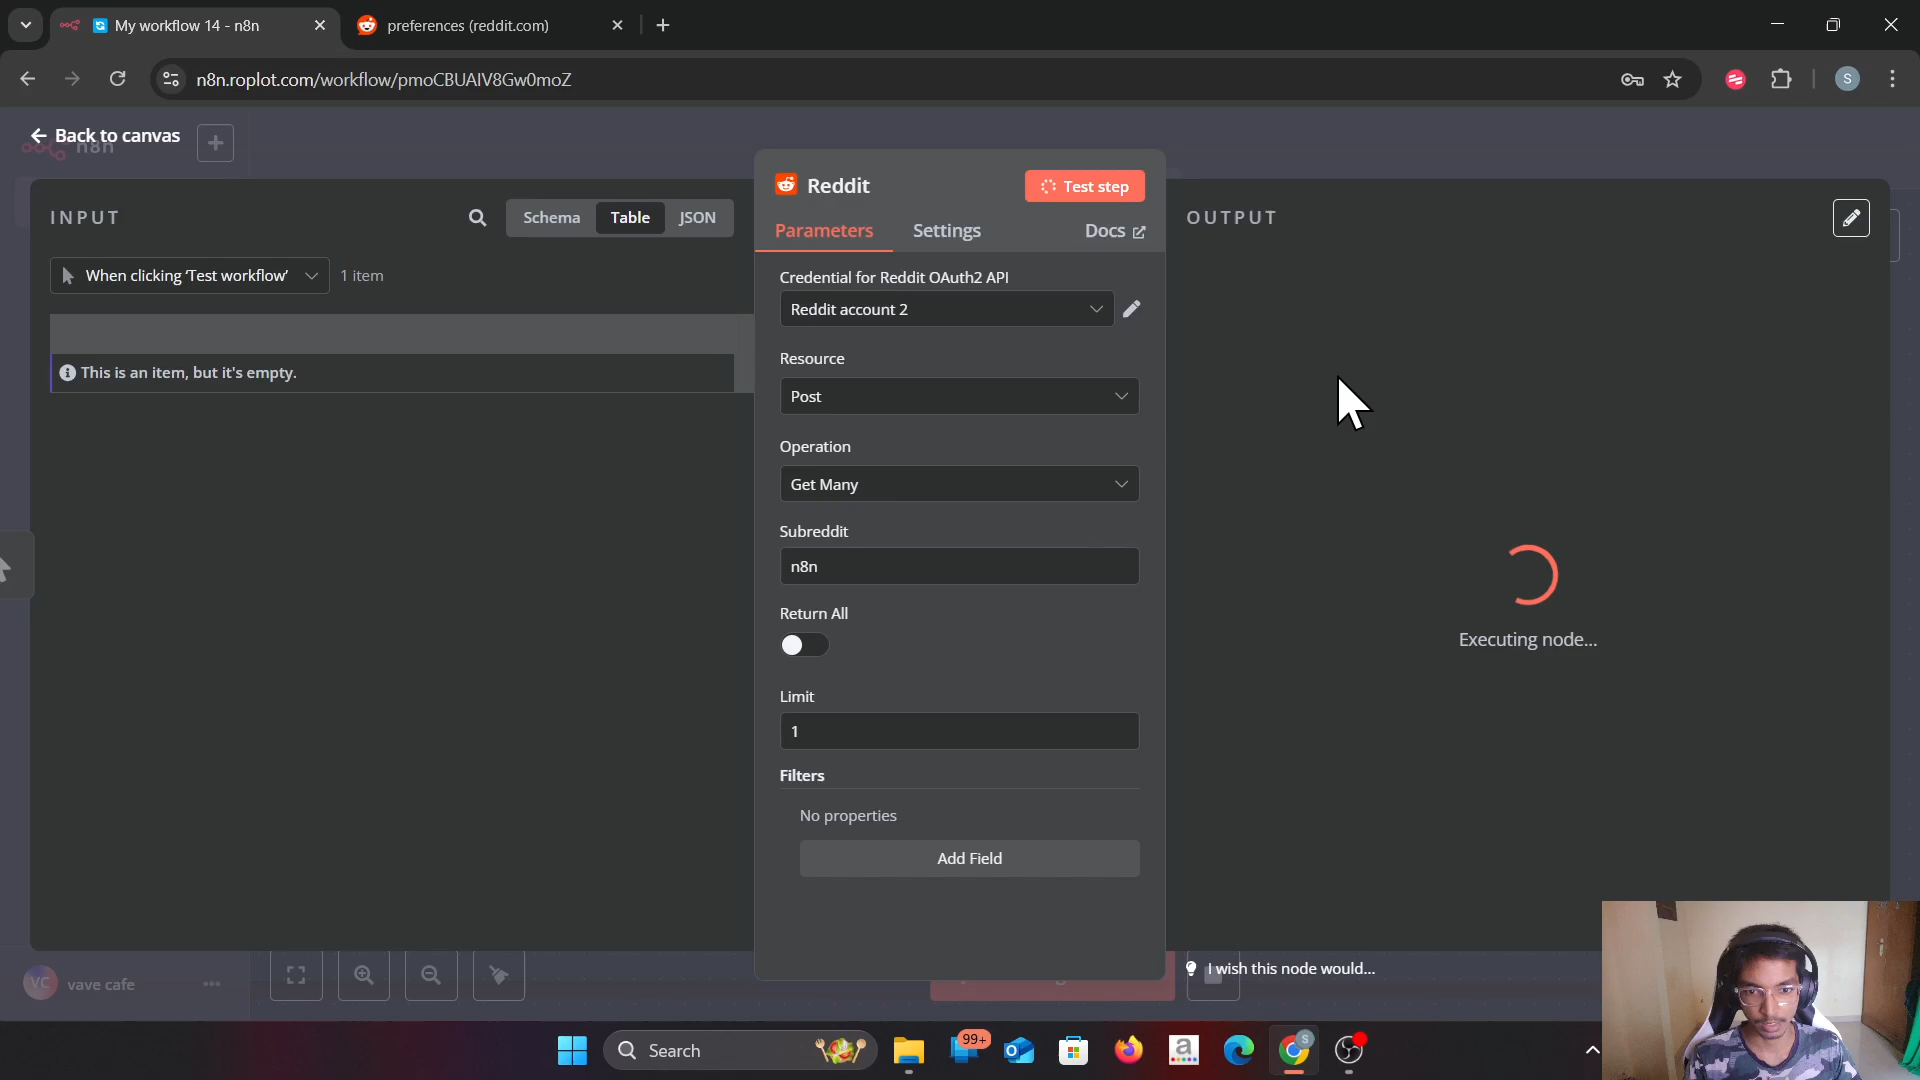 My workflow 14 - n8n
preferences (reddit.com)
n8n.roplot.com/workflow/pmoCBUAIV8Gw0moZ
S
Back to canvas
n8n
INPUT
Schema
Table
JSON
When clicking ‘Test workflow’
1 item
This is an item, but it's empty.
Reddit
Test step
Parameters
Settings
Docs
Credential for Reddit OAuth2 API
Reddit account 2
Resource
Post
Operation
Get Many
Subreddit
n8n
Return All
Limit
1
Filters
No properties
Add Field
OUTPUT
Executing node...
I wish this node would...
VC
vave cafe
Search
99+
a
S